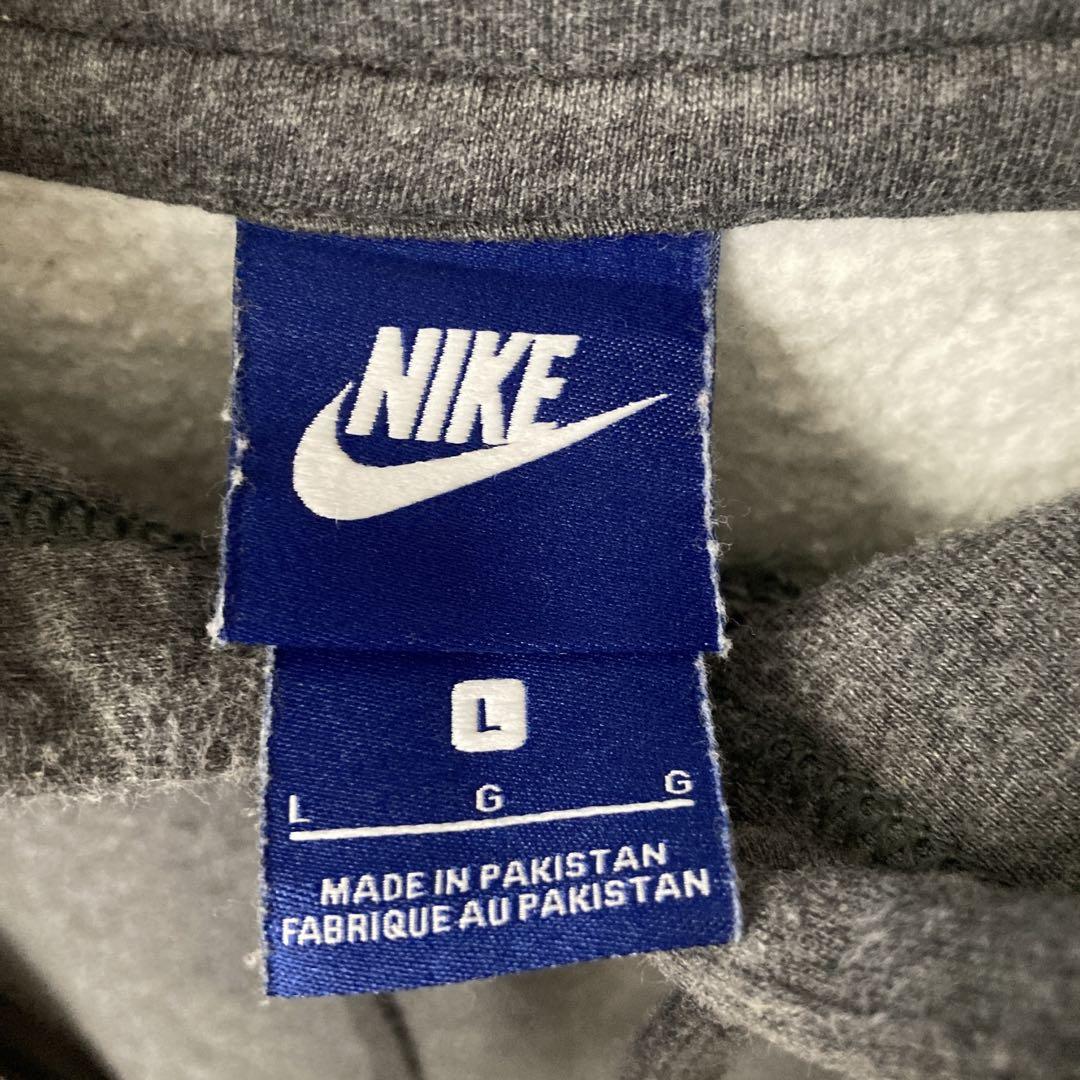 NIKE
L
L G G
MADE IN PAKISTAN
FABRIQUE AU PAKISTAN